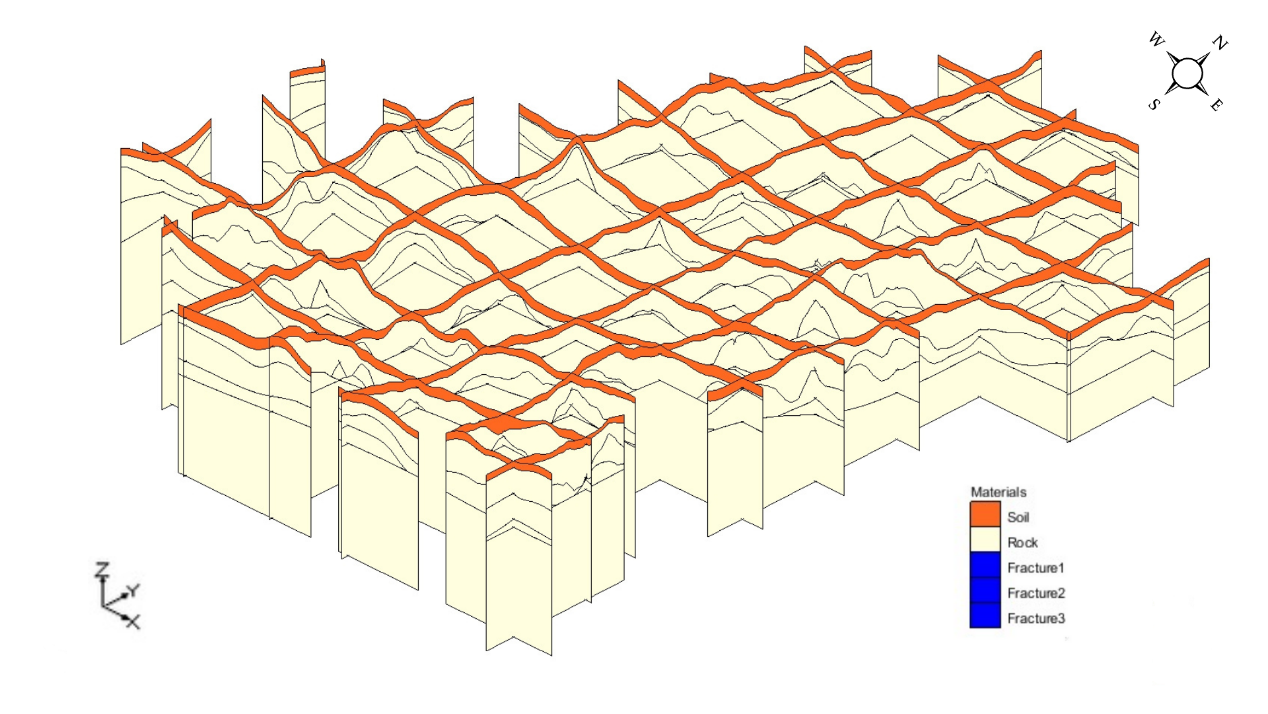 W
N
S
E
Materials
Soil
Rock
Fracture1
Fracture2
Fracture3
Z
Y
X